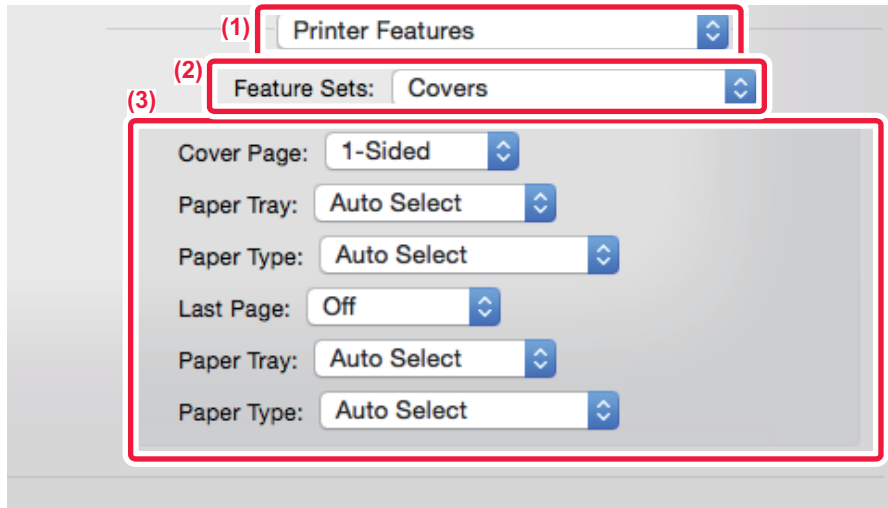 (1) Printer Features
(2) Feature Sets: Covers
(3)
Cover Page: 1-Sided
Paper Tray: Auto Select
Paper Type: Auto Select
Last Page: Off
Paper Tray: Auto Select
Paper Type: Auto Select